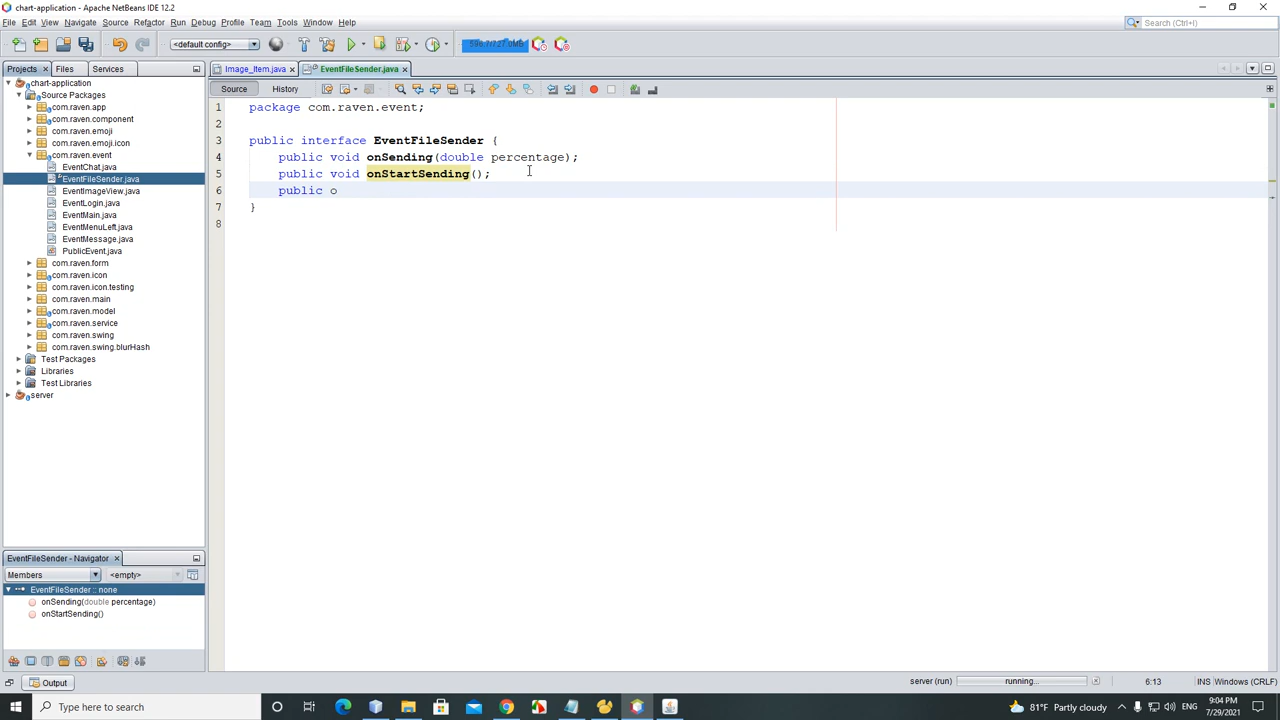 chart-application - Apache NetBeans IDE 12.2
File Edit View Navigate Source Refactor Run Debug Profile Team Tools Window Help
Search (Ctrl+I)
<default config>
596.7/727.0MB
Projects Files Services
Image_Item.java EventFileSender.java
Source History
chart-application
Source Packages
com.raven.app
com.raven.component
com.raven.emoji
com.raven.emoji.icon
com.raven.event
EventChat.java
EventFileSender.java
EventImageView.java
EventLogin.java
EventMain.java
EventMenuLeft.java
EventMessage.java
PublicEvent.java
com.raven.form
com.raven.icon
com.raven.icon.testing
com.raven.main
com.raven.model
com.raven.service
com.raven.swing
com.raven.swing.blurHash
Test Packages
Libraries
Test Libraries
server
1 package com.raven.event;
2
3 public interface EventFileSender {
4 public void onSending(double percentage);
5 public void onStartSending();
6 public o
7 }
8
EventFileSender - Navigator
Members <empty>
EventFileSender :: none
onSending(double percentage)
onStartSending()
Output
server (run) running... 6:13 INS Windows (CRLF)
Type here to search
81°F Partly cloudy
ENG
9:04 PM
7/29/2021